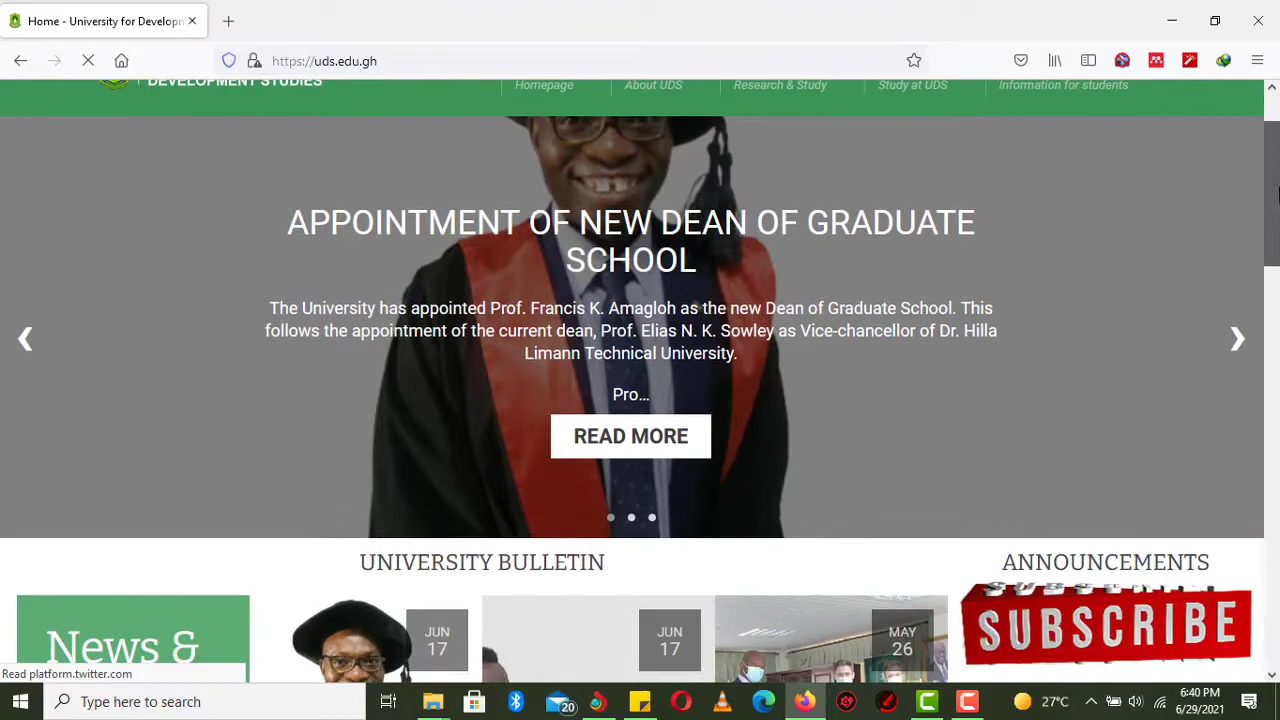 Home - University for Developn
https://uds.edu.gh
DEVELOPMENT STUDIES
Homepage
About UDS
Research & Study
Study at UDS
Information for students
APPOINTMENT OF NEW DEAN OF GRADUATE
SCHOOL
The University has appointed Prof. Francis K. Amagloh as the new Dean of Graduate School. This
follows the appointment of the current dean, Prof. Elias N. K. Sowley as Vice-chancellor of Dr. Hilla
Limann Technical University.
Pro...
READ MORE
UNIVERSITY BULLETIN
ANNOUNCEMENTS
News &
JUN
17
JUN
17
MAY
26
SUBSCRIBE
SUBSCRIBE
Read platform.twitter.com
Type here to search
20
27°C
6:40 PM
6/29/2021